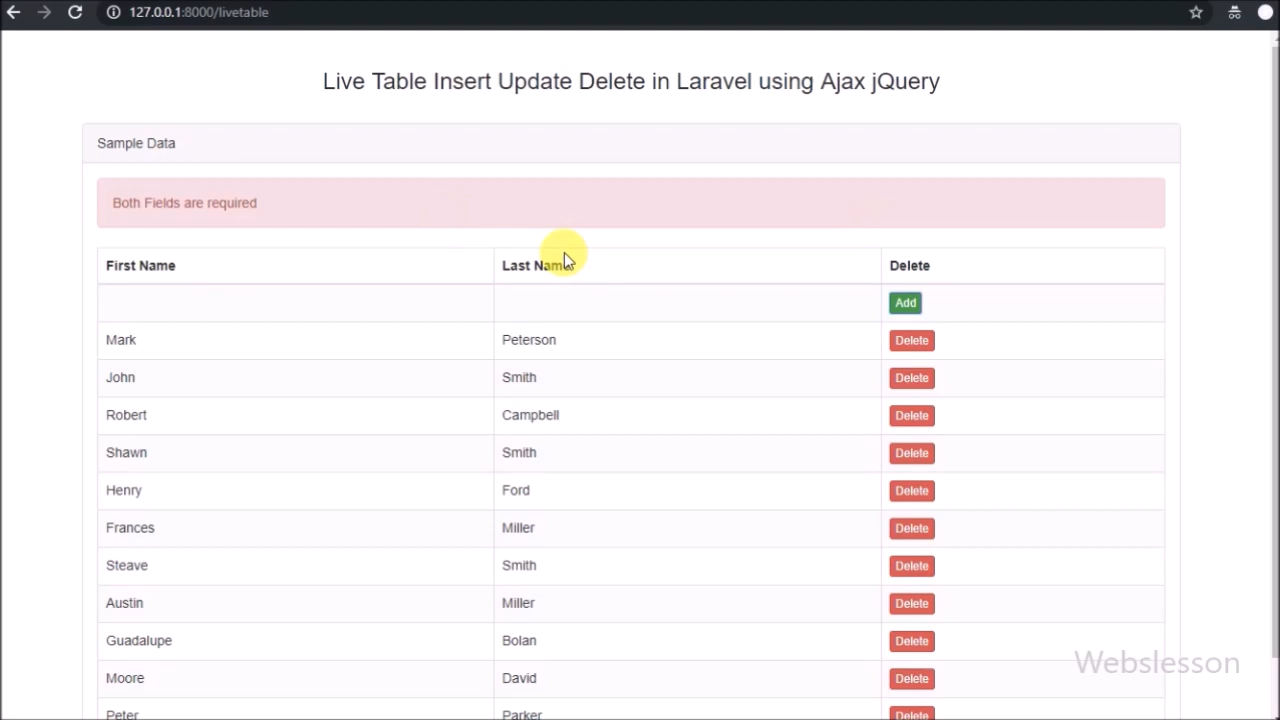 127.0.0.1:8000/livetable
Live Table Insert Update Delete in Laravel using Ajax jQuery
Sample Data
Both Fields are required
First Name Last Name Delete
Add
Mark Peterson Delete
John Smith Delete
Robert Campbell Delete
Shawn Smith Delete
Henry Ford Delete
Frances Miller Delete
Steave Smith Delete
Austin Miller Delete
Guadalupe Bolan Delete
Webslesson
Moore David Delete
Peter Parker Delete